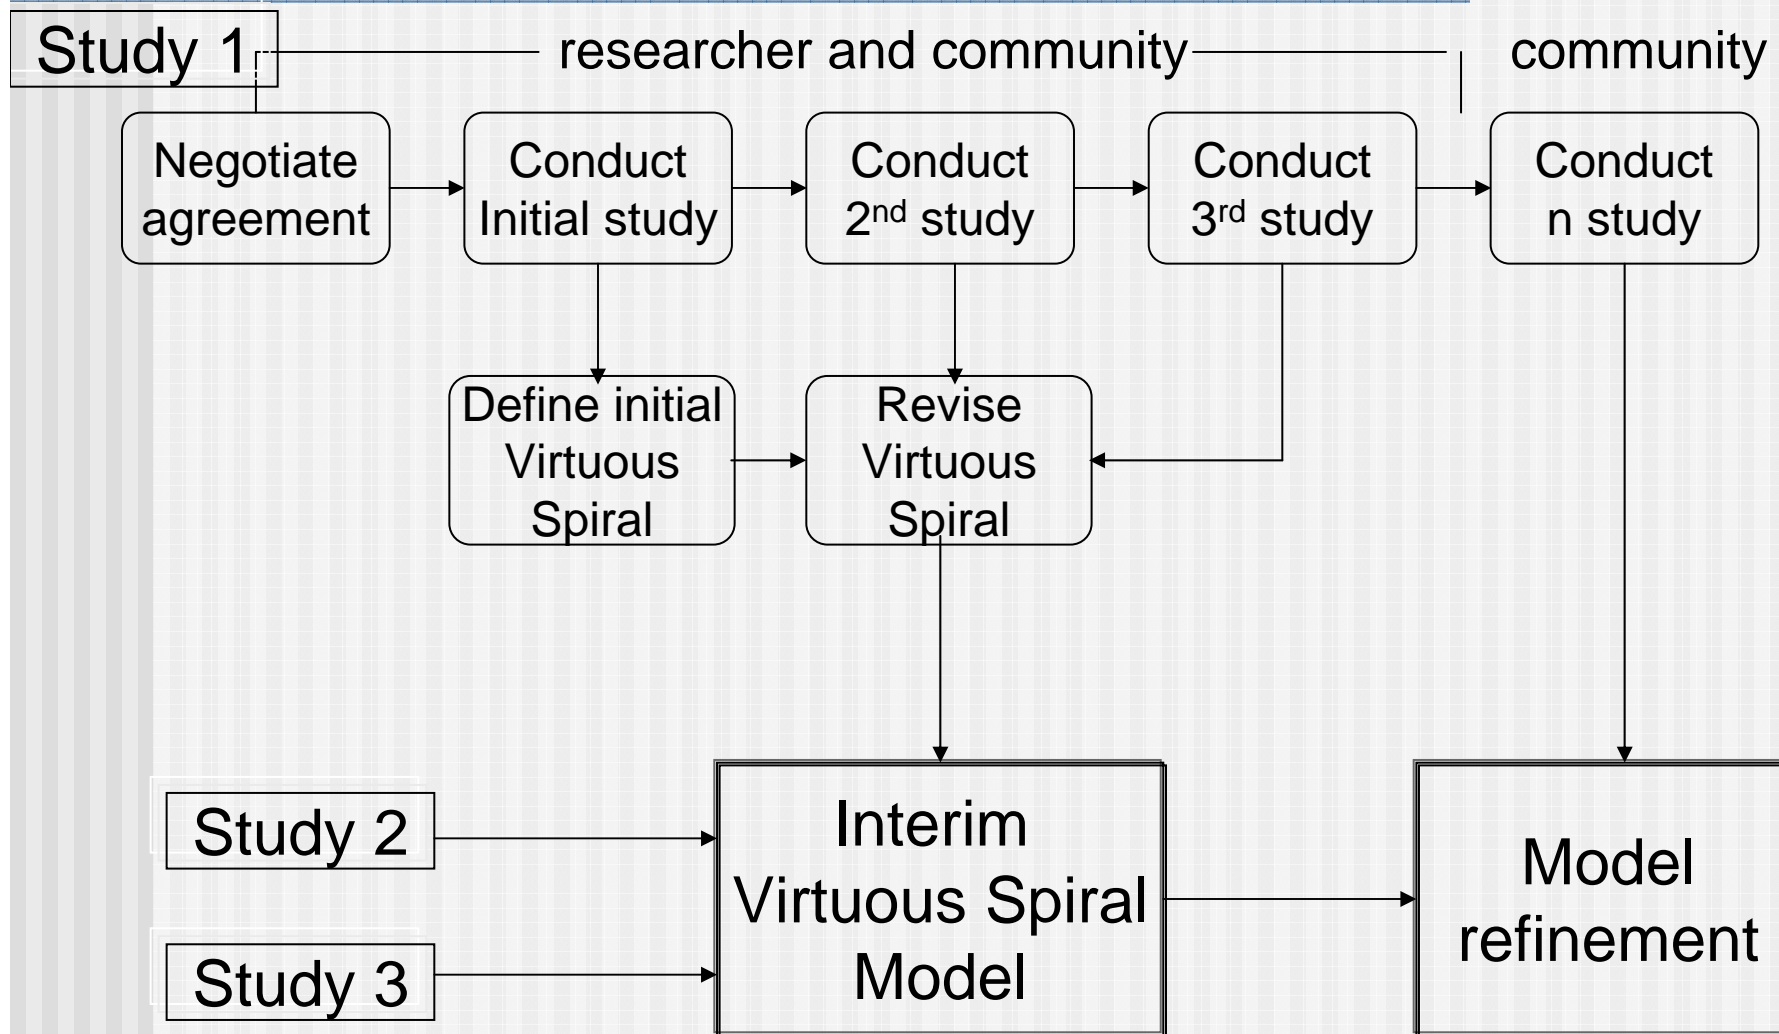 Study 1
researcher and community
community
Negotiate
agreement
Conduct
Initial study
Conduct
2nd study
Conduct
3rd study
Conduct
n study
Define initial
Virtuous
Spiral
Revise
Virtuous
Spiral
Study 2
Study 3
Interim
Virtuous Spiral
Model
Model
refinement